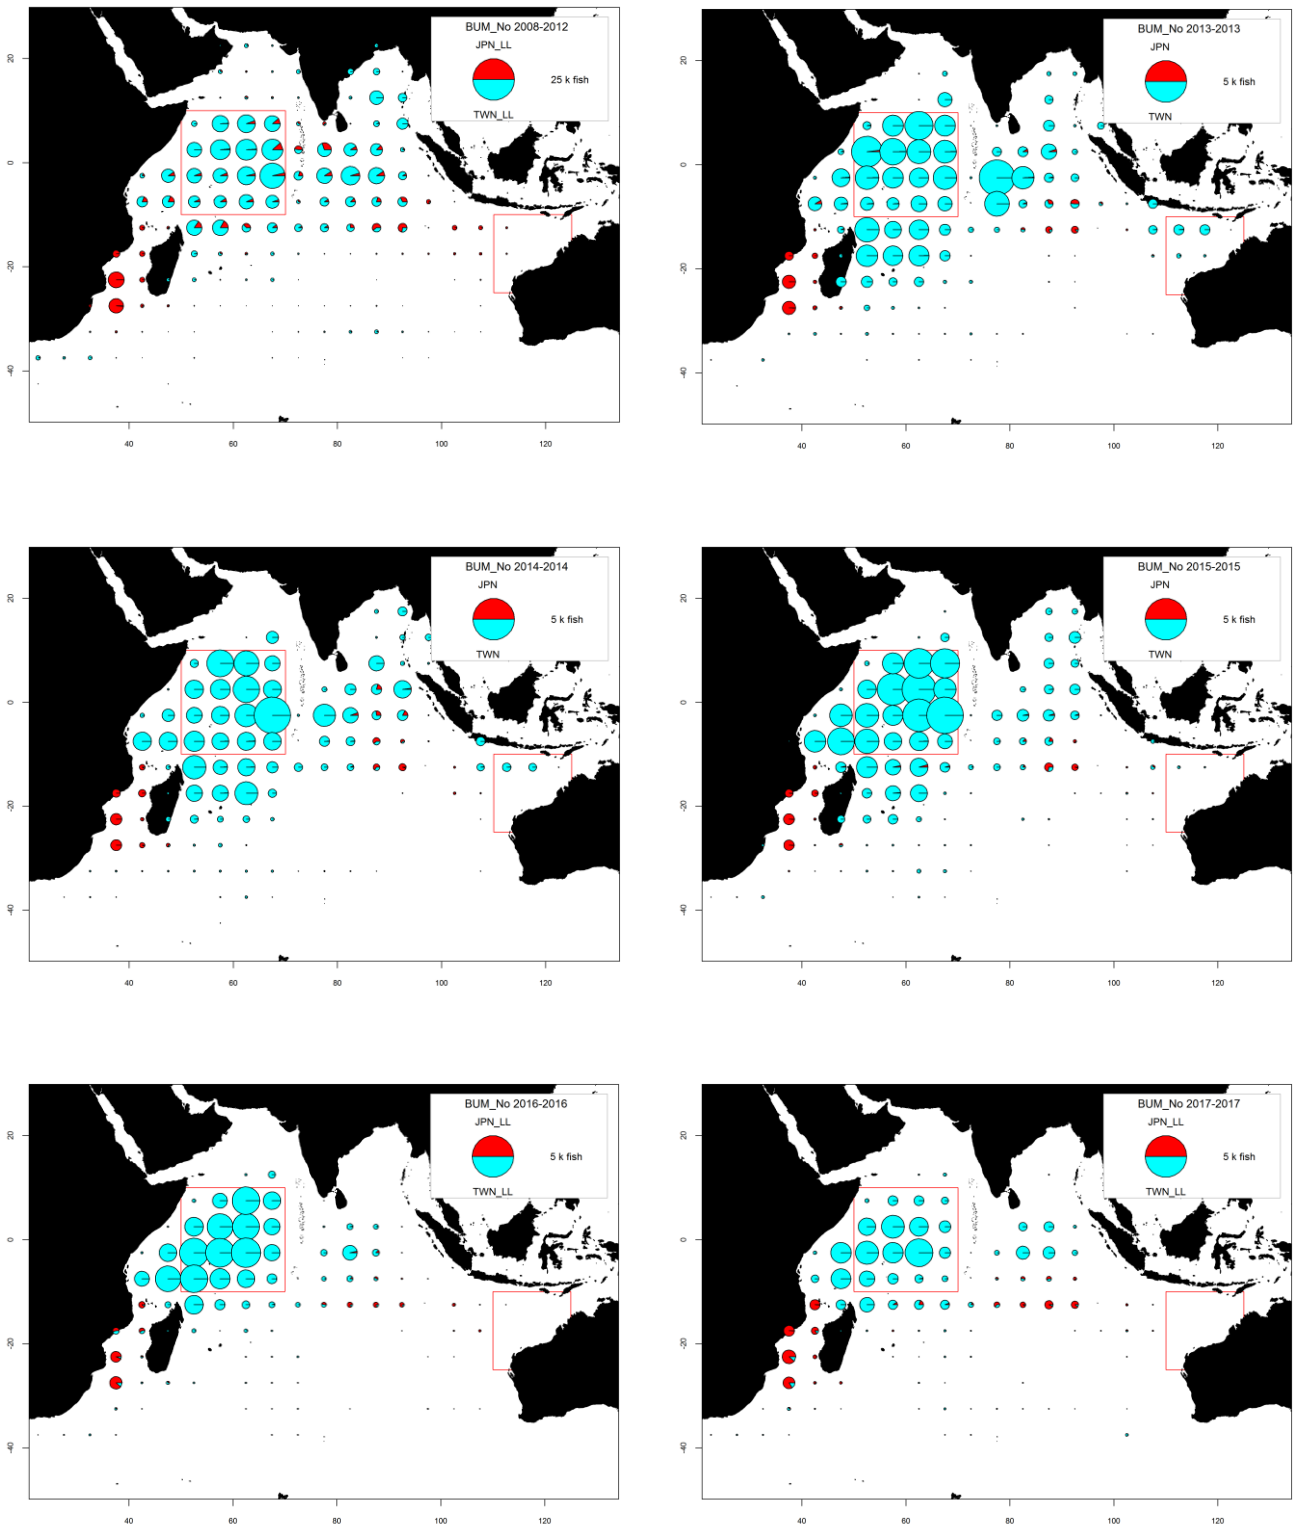 BUM_No 2008-2012
JPN_LL
25 k fish
TWN_LL
20
0
-20
-40
40
60
80
100
120
BUM_No 2013-2013
JPN
5 k fish
TWN
20
0
-20
-40
40
60
80
100
120
BUM_No 2014-2014
JPN
5 k fish
TWN
20
0
-20
-40
40
60
80
100
120
BUM_No 2015-2015
JPN
5 k fish
TWN
20
0
-20
-40
40
60
80
100
120
BUM_No 2016-2016
JPN_LL
5 k fish
TWN_LL
20
0
-20
-40
40
60
80
100
120
BUM_No 2017-2017
JPN_LL
5 k fish
TWN_LL
20
0
-20
-40
40
60
80
100
120